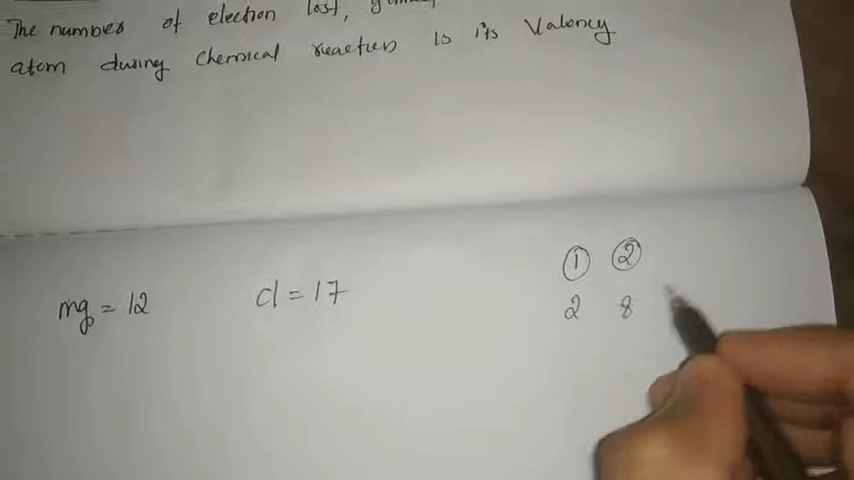 The number of election lost,
atom during Chemical reaction is its Valency
mg = 12 cl = 17
1 2
2 8